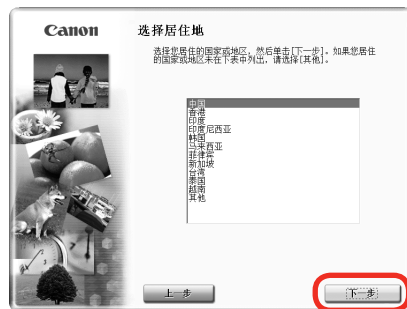 Canon
选择居住地
选择您居住的国家或地区，然后单击[下一步]。如果您居住
的国家或地区未在下表中列出，请选择[其他]。
中国
香港
印度
印度尼西亚
韩国
马来西亚
菲律宾
新加坡
台湾
泰国
越南
其他
上一步
下一步